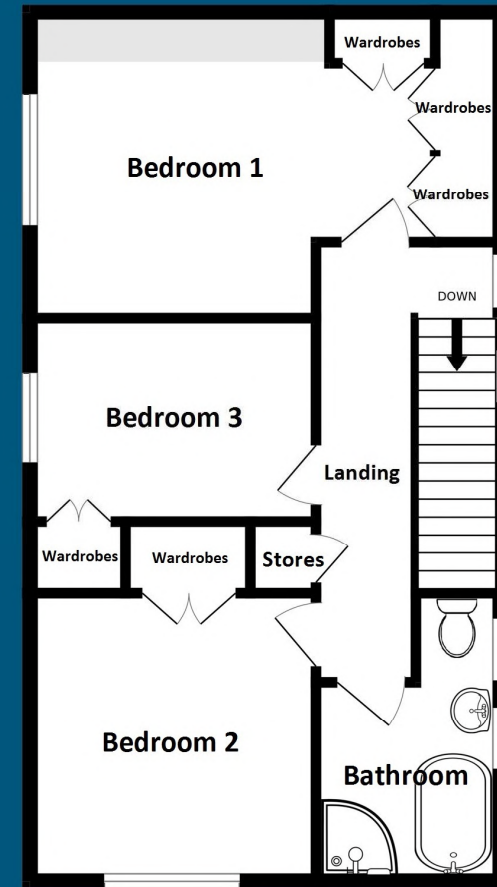 Wardrobes
Wardrobes
Bedroom 1
Wardrobes
DOWN
Bedroom 3
Landing
Wardrobes
Wardrobes
Stores
Bedroom 2
Bathroom